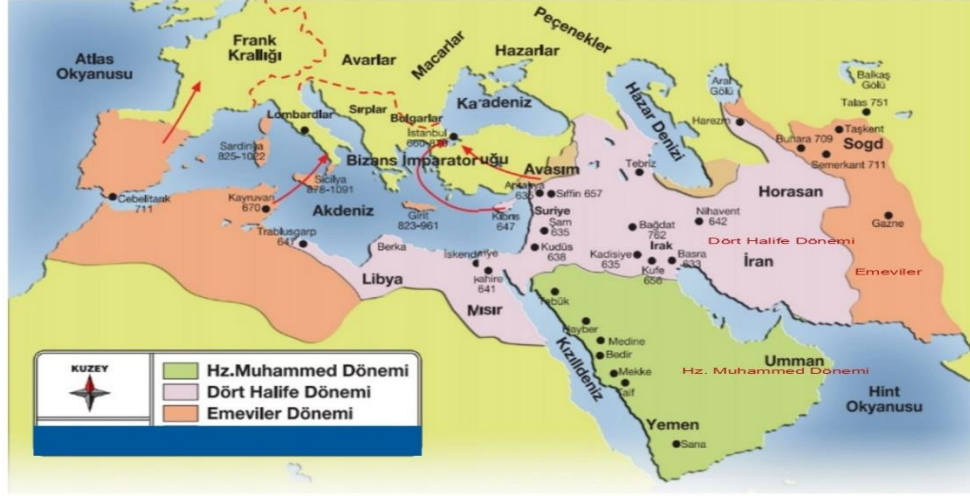 Atlas
Okyanusu
Frank
Krallığı
Avarlar
Macarlar
Peçenekler
Hazarlar
Lombardlar
Sırplar
Bulgarlar
Ka'adeniz
Hazar Denizi
Aral
Gölü
Balkaş
Gölü
Talas 751
Harezm
Taşkent
Buhara 709
Sogd
Semerkant 711
İstanbul
Bizans İmparatoruğu
Sardinya
825-1022
Sicilya
878-1091
Avasım
Tebriz
Horasan
Cebelitarık
711
Kayruvan
670
Akdeniz
Girit
823-961
Kıbrıs
647
Sıffin 657
Suriye
Şam
635
Bağdat
762
Nihavent
642
Gazne
Trablusgarp
Berka
Kudüs
638
Kadisiye
635
Irak
Basra
633
Kufe
656
Dört Halife Dönemi
İran
Emeviler
Libya
Kahire
641
Mısır
Tebük
Hayber
Medine
Bedir
Mekke
Taif
Kızılldeniz
Umman
Hz. Muhammed Dönemi
Hint
Okyanusu
Yemen
Sana
KUZEY
Hz.Muhammed Dönemi
Dört Halife Dönemi
Emeviler Dönemi